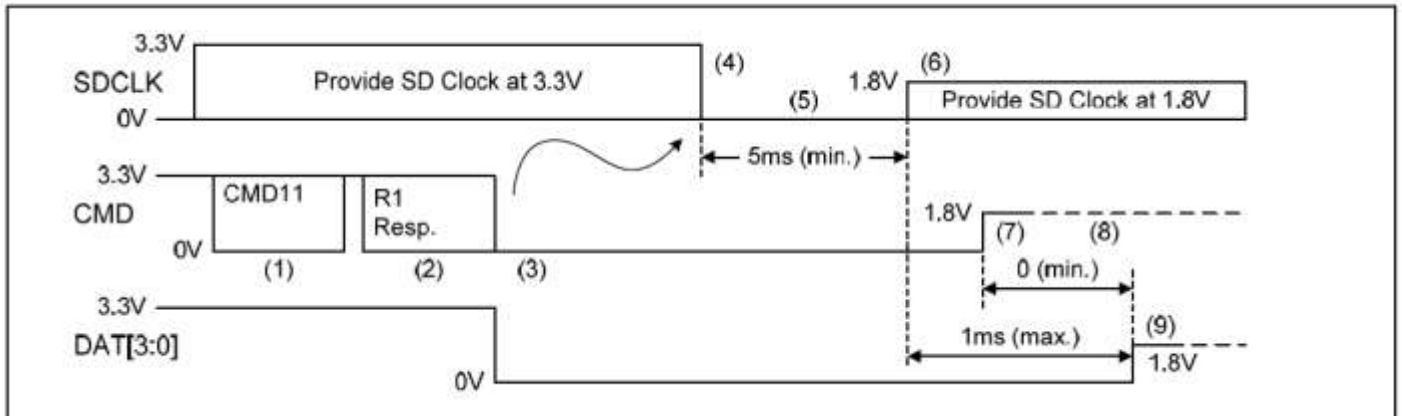 3.3V
SDCLK
0V
Provide SD Clock at 3.3V
(4)
(5)
1.8V
(6)
Provide SD Clock at 1.8V
5ms (min.)
3.3V
CMD
0V
CMD11
R1
Resp.
(1)
(2)
(3)
1.8V
(7)
(8)
0 (min.)
3.3V
DAT[3:0]
0V
1ms (max.)
(9)
1.8V